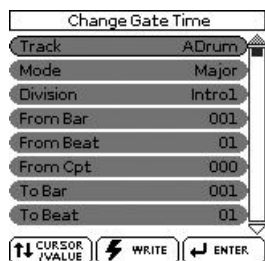 Change Gate Time
Track ADrum
Mode Major
Division Intro1
From Bar 001
From Beat 01
From Cpt 000
To Bar 001
To Beat 01
CURSOR /VALUE WRITE ENTER